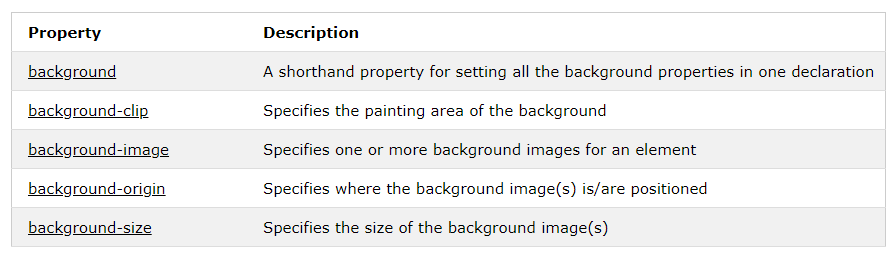 Property Description
background A shorthand property for setting all the background properties in one declaration
background-clip Specifies the painting area of the background
background-image Specifies one or more background images for an element
background-origin Specifies where the background image(s) is/are positioned
background-size Specifies the size of the background image(s)